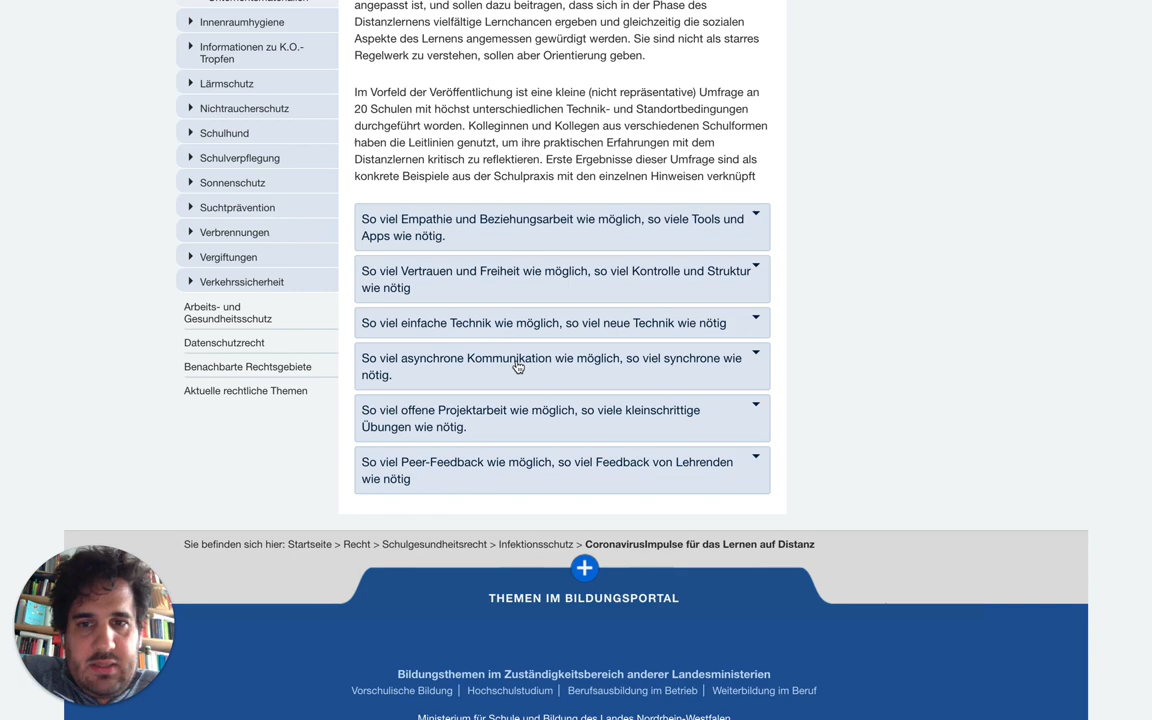 Innenraumhygiene
Informationen zu K.O.-
Tropfen
Lärmschutz
Nichtraucherschutz
Schulhund
Schulverpflegung
Sonnenschutz
Suchtprävention
Verbrennungen
Vergiftungen
Verkehrssicherheit
Arbeits- und
Gesundheitsschutz
Datenschutzrecht
Benachbarte Rechtsgebiete
Aktuelle rechtliche Themen
angepasst ist, und sollen dazu beitragen, dass sich in der Phase des
Distanzlernens vielfältige Lernchancen ergeben und gleichzeitig die sozialen
Aspekte des Lernens angemessen gewürdigt werden. Sie sind nicht als starres
Regelwerk zu verstehen, sollen aber Orientierung geben.
Im Vorfeld der Veröffentlichung ist eine kleine (nicht repräsentative) Umfrage an
20 Schulen mit höchst unterschiedlichen Technik- und Standortbedingungen
durchgeführt worden. Kolleginnen und Kollegen aus verschiedenen Schulformen
haben die Leitlinien genutzt, um ihre praktischen Erfahrungen mit dem
Distanzlernen kritisch zu reflektieren. Erste Ergebnisse dieser Umfrage sind als
konkrete Beispiele aus der Schulpraxis mit den einzelnen Hinweisen verknüpft
So viel Empathie und Beziehungsarbeit wie möglich, so viele Tools und
Apps wie nötig.
So viel Vertrauen und Freiheit wie möglich, so viel Kontrolle und Struktur
wie nötig
So viel einfache Technik wie möglich, so viel neue Technik wie nötig
So viel asynchrone Kommunikation wie möglich, so viel synchrone wie
nötig.
So viel offene Projektarbeit wie möglich, so viele kleinschrittige
Übungen wie nötig.
So viel Peer-Feedback wie möglich, so viel Feedback von Lehrenden
wie nötig
Sie befinden sich hier: Startseite > Recht > Schulgesundheitsrecht > Infektionsschutz > CoronavirusImpulse für das Lernen auf Distanz
THEMEN IM BILDUNGSPORTAL
Bildungsthemen im Zuständigkeitsbereich anderer Landesministerien
Vorschulische Bildung | Hochschulstudium | Berufsausbildung im Betrieb | Weiterbildung im Beruf
Ministerium für Schule und Bildung des Landes Nordrhein-Westfalen